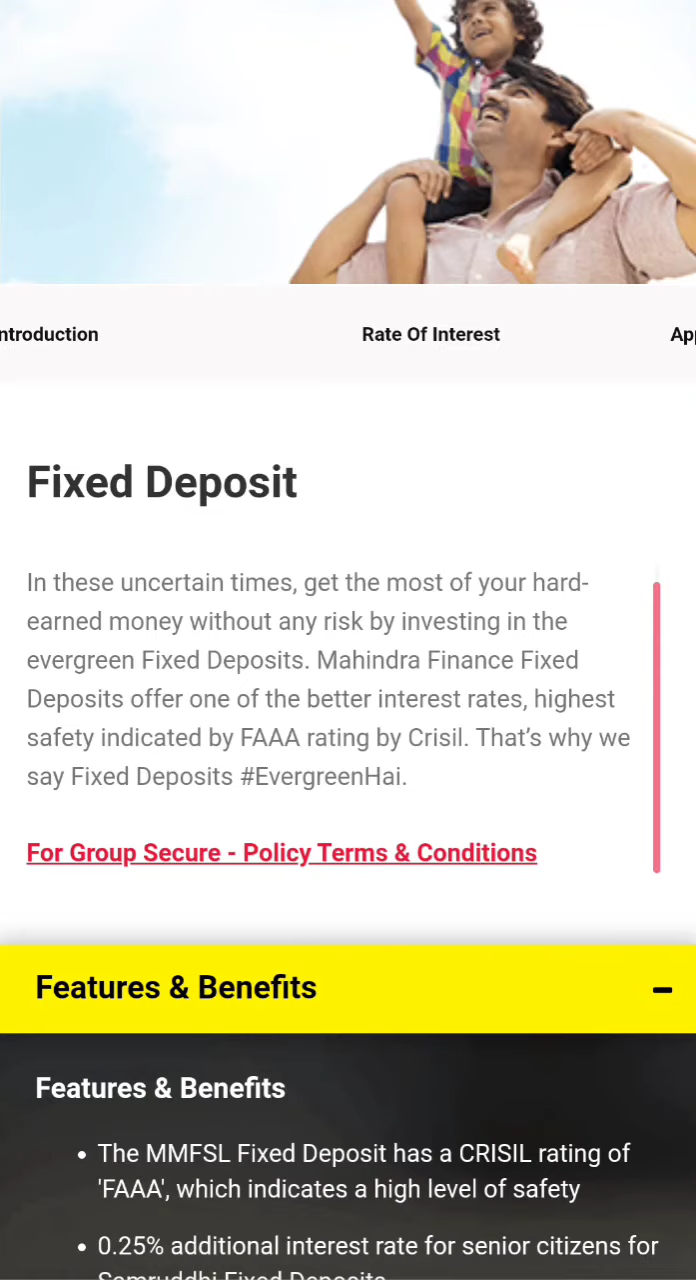 ntroduction Rate Of Interest App
Fixed Deposit
In these uncertain times, get the most of your hard-
earned money without any risk by investing in the
evergreen Fixed Deposits. Mahindra Finance Fixed
Deposits offer one of the better interest rates, highest
safety indicated by FAAA rating by Crisil. That’s why we
say Fixed Deposits #EvergreenHai.
For Group Secure - Policy Terms & Conditions
Features & Benefits
Features & Benefits
• The MMFSL Fixed Deposit has a CRISIL rating of
'FAAA', which indicates a high level of safety
• 0.25% additional interest rate for senior citizens for
Samruddhi Fixed Deposits